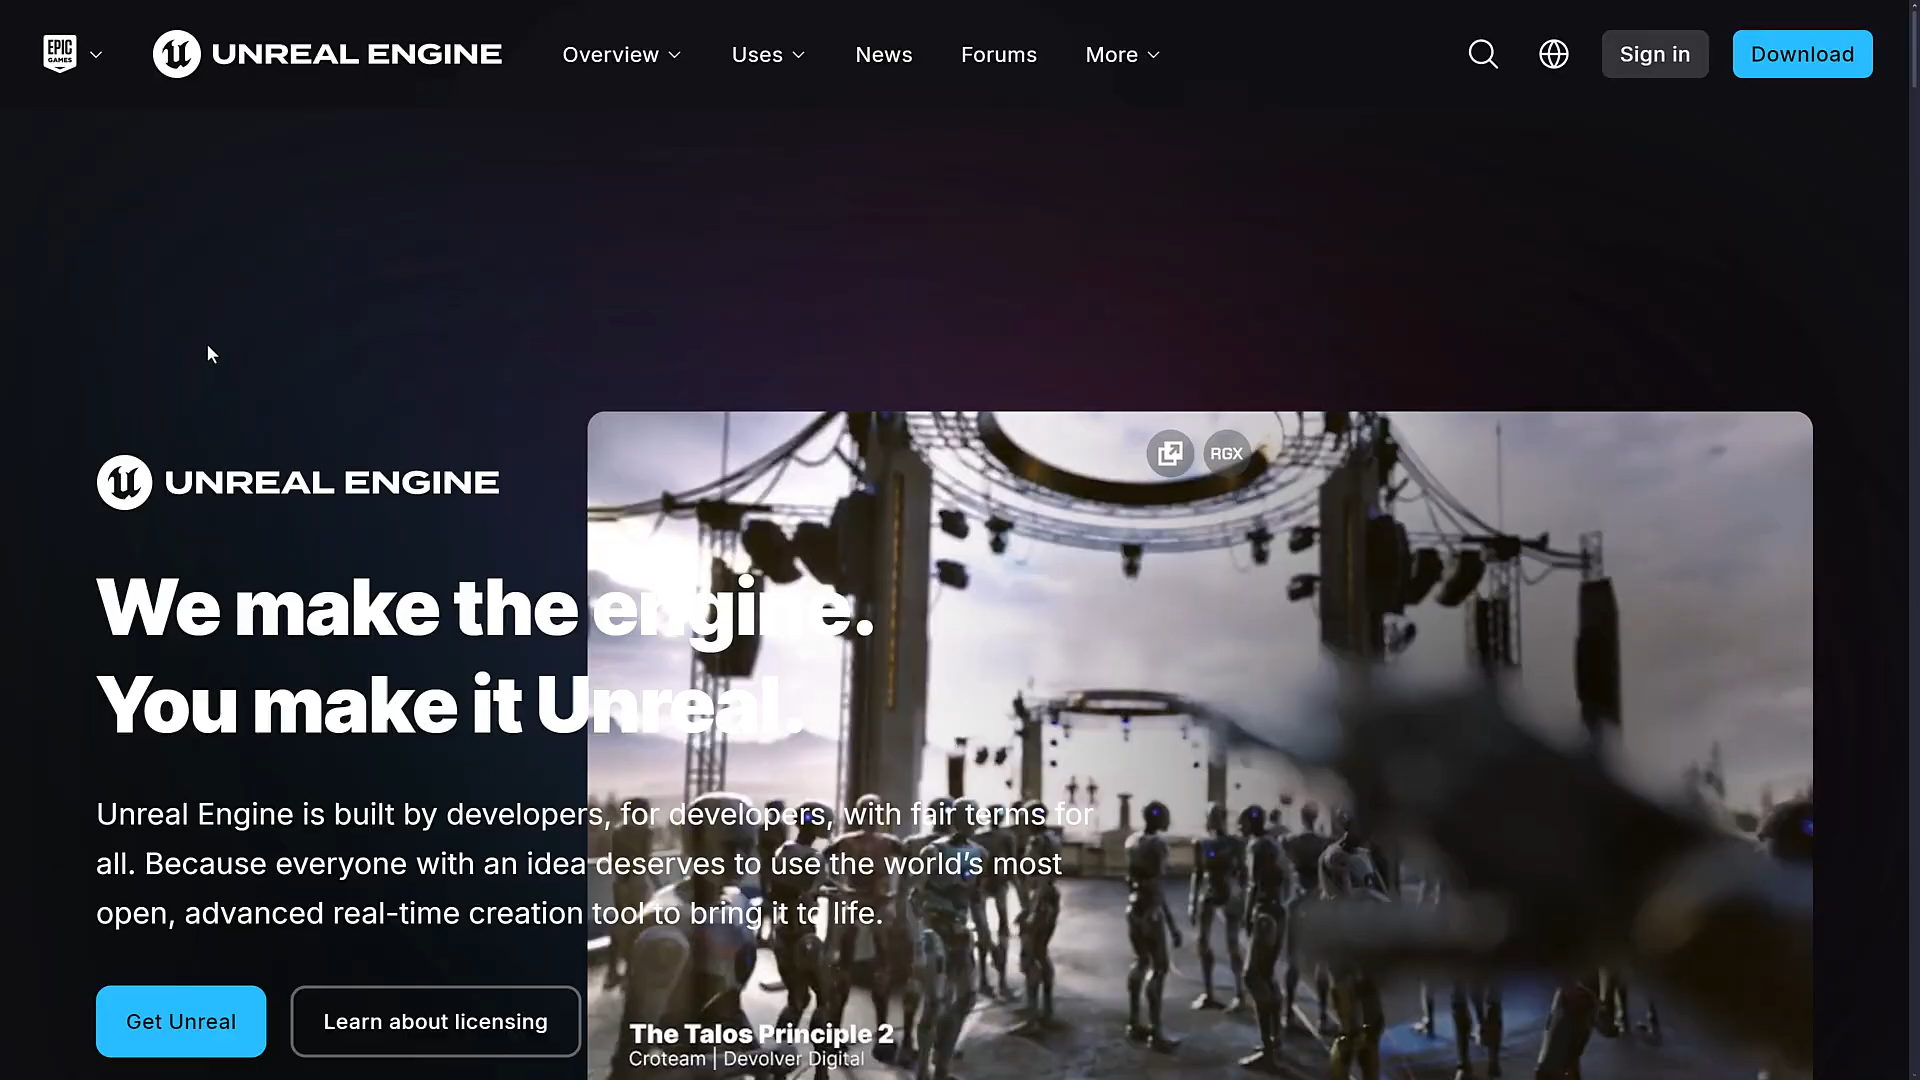 EPIC GAMES
UNREAL ENGINE
Overview
Uses
News
Forums
More
Sign in
Download
RGX
UNREAL ENGINE
We make the engine.
You make it Unreal.
Unreal Engine is built by developers, for developers, with fair terms for
all. Because everyone with an idea deserves to use the world’s most
open, advanced real-time creation tool to bring it to life.
Get Unreal
Learn about licensing
The Talos Principle 2
Croteam | Devolver Digital